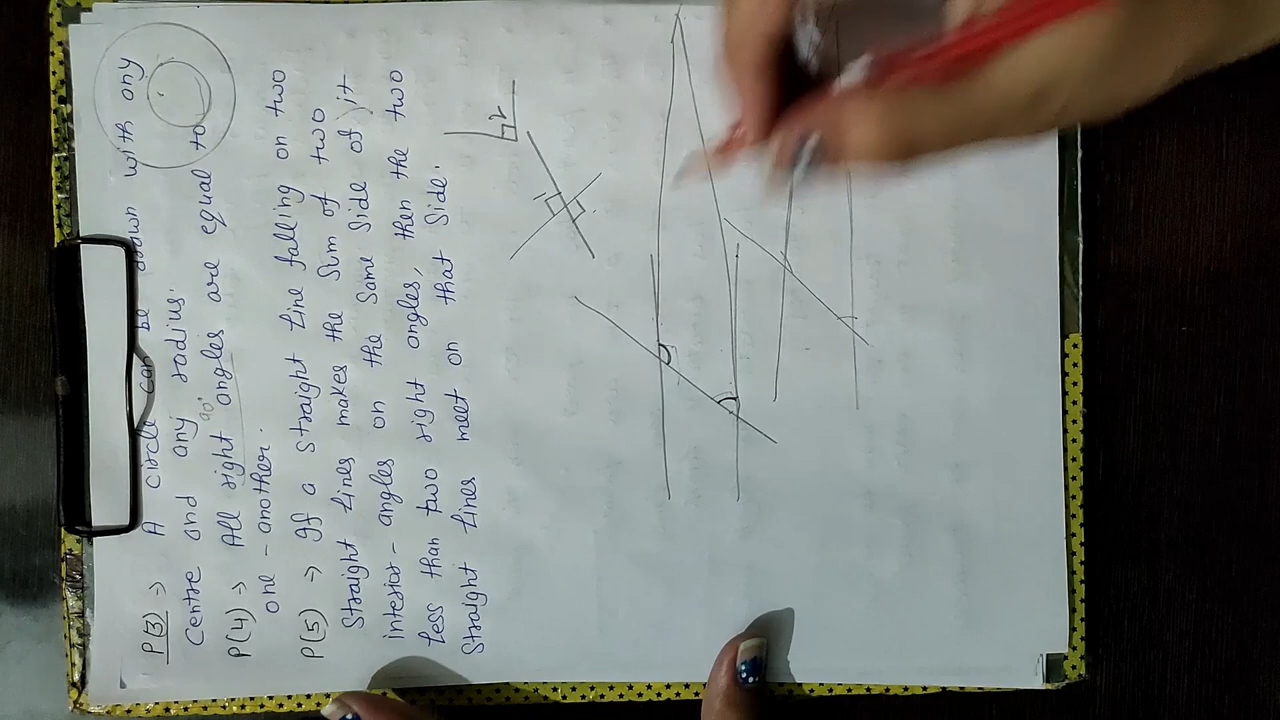 P(3) → A circle can be drawn with any
Centre and any radius.
P(4) → All right angles are equal to
90°
one - another.
P(5) → If a straight line falling on two
Straight lines makes the Sum of two
interior - angles on the Same Side of it
less than two right angles, then the two
Straight lines meet on that Side.